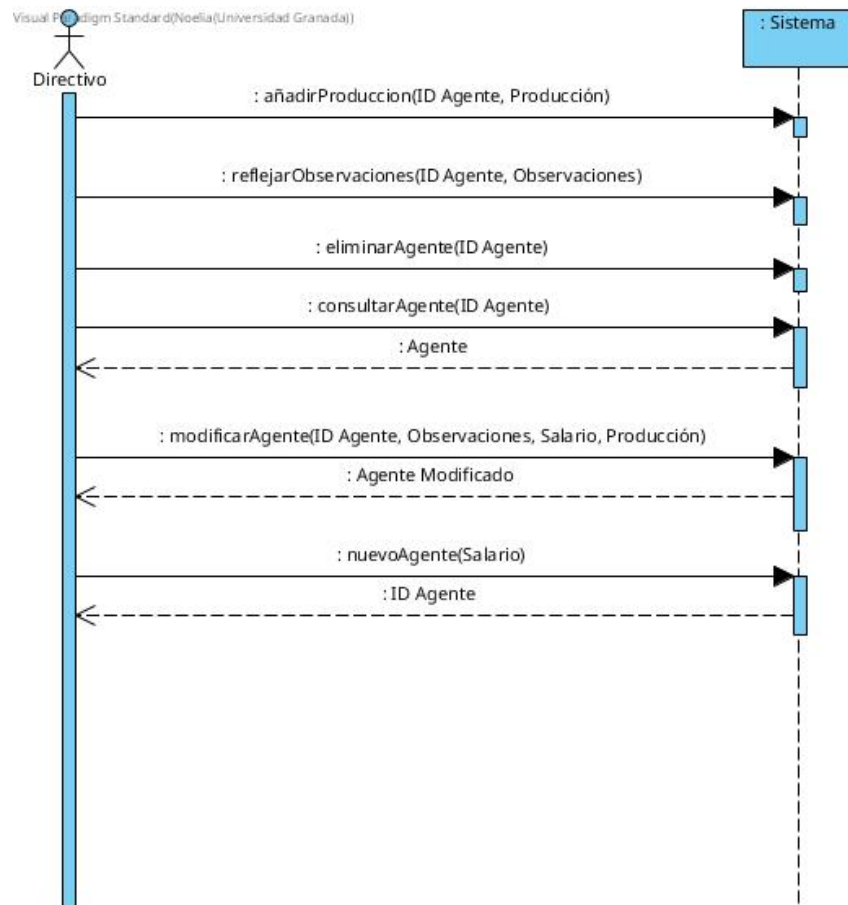 Visual Paradigm Standard(Noelia(Universidad Granada))
: Sistema
Directivo
: añadirProduccion(ID Agente, Producción)
: reflejarObservaciones(ID Agente, Observaciones)
: eliminarAgente(ID Agente)
: consultarAgente(ID Agente)
: Agente
: modificarAgente(ID Agente, Observaciones, Salario, Producción)
: Agente Modificado
: nuevoAgente(Salario)
: ID Agente